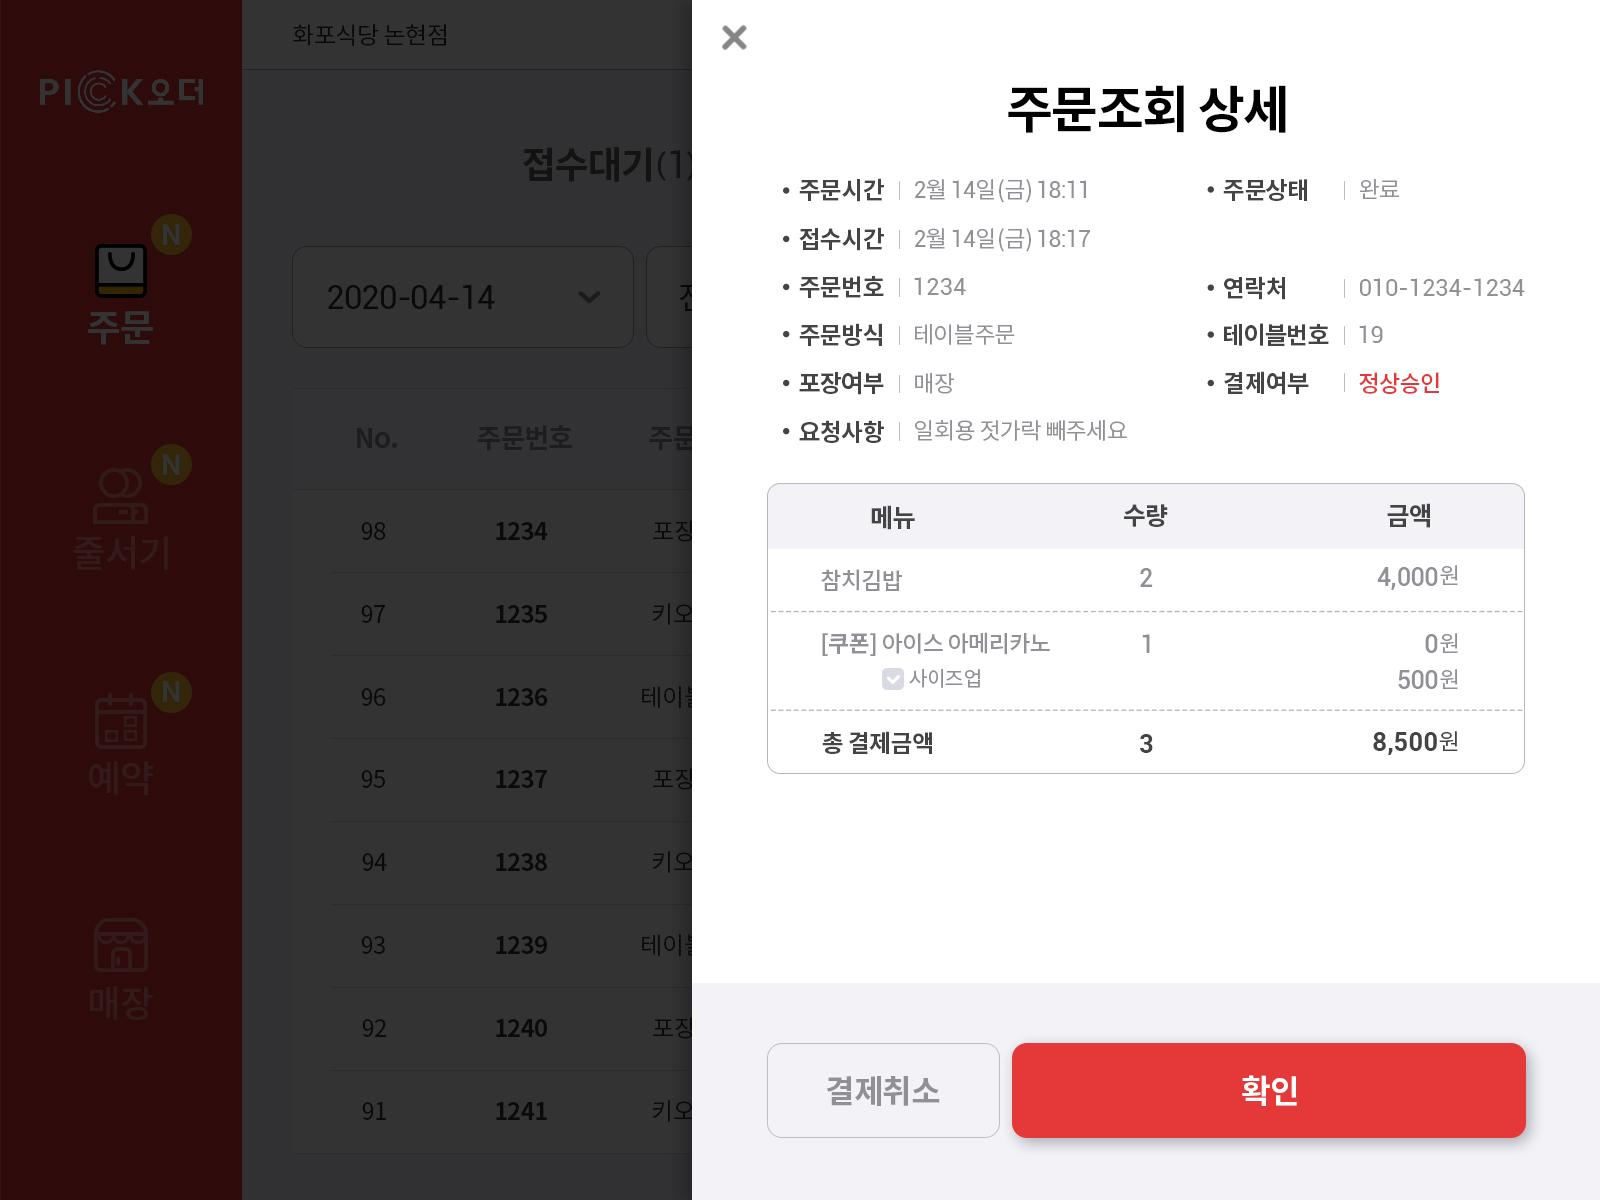 화포식당 논현점
PICK오더
접수대기(1)
N
주문
2020-04-14
No. 주문번호 주문
98 1234 포장
97 1235 키오
96 1236 테이블
95 1237 포장
94 1238 키오
93 1239 테이블
92 1240 포장
91 1241 키오
N
줄서기
N
예약
매장
주문조회 상세
• 주문시간 | 2월 14일(금) 18:11
• 주문상태 | 완료
• 접수시간 | 2월 14일(금) 18:17
• 주문번호 | 1234
• 연락처 | 010-1234-1234
• 주문방식 | 테이블주문
• 테이블번호 | 19
• 포장여부 | 매장
• 결제여부 | 정상승인
• 요청사항 | 일회용 젓가락 빼주세요
메뉴 수량 금액
참치김밥 2 4,000원
[쿠폰] 아이스 아메리카노 1 0원
사이즈업 500원
총 결제금액 3 8,500원
결제취소
확인